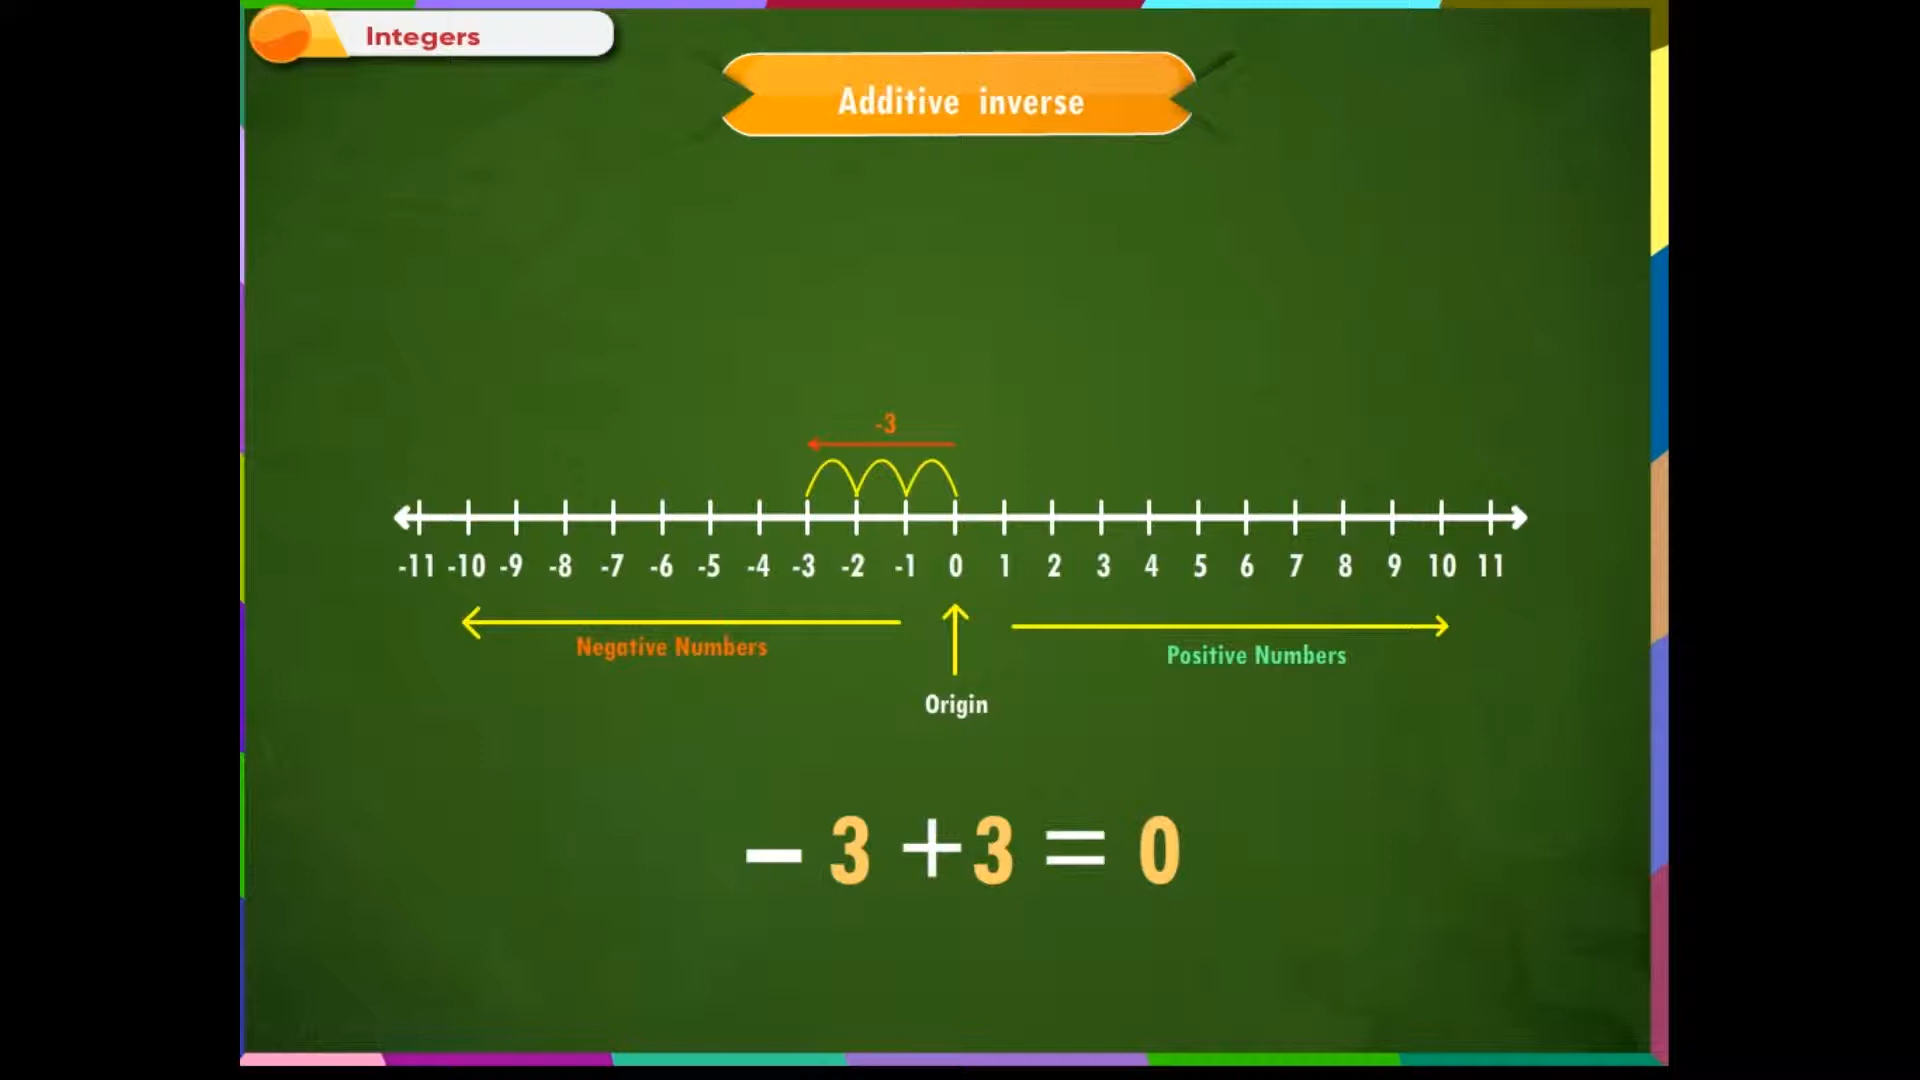 Integers
Additive inverse
-3
-11 -10 -9 -8 -7 -6 -5 -4 -3 -2 -1 0 1 2 3 4 5 6 7 8 9 10 11
Negative Numbers
Positive Numbers
Origin
– 3 + 3 = 0